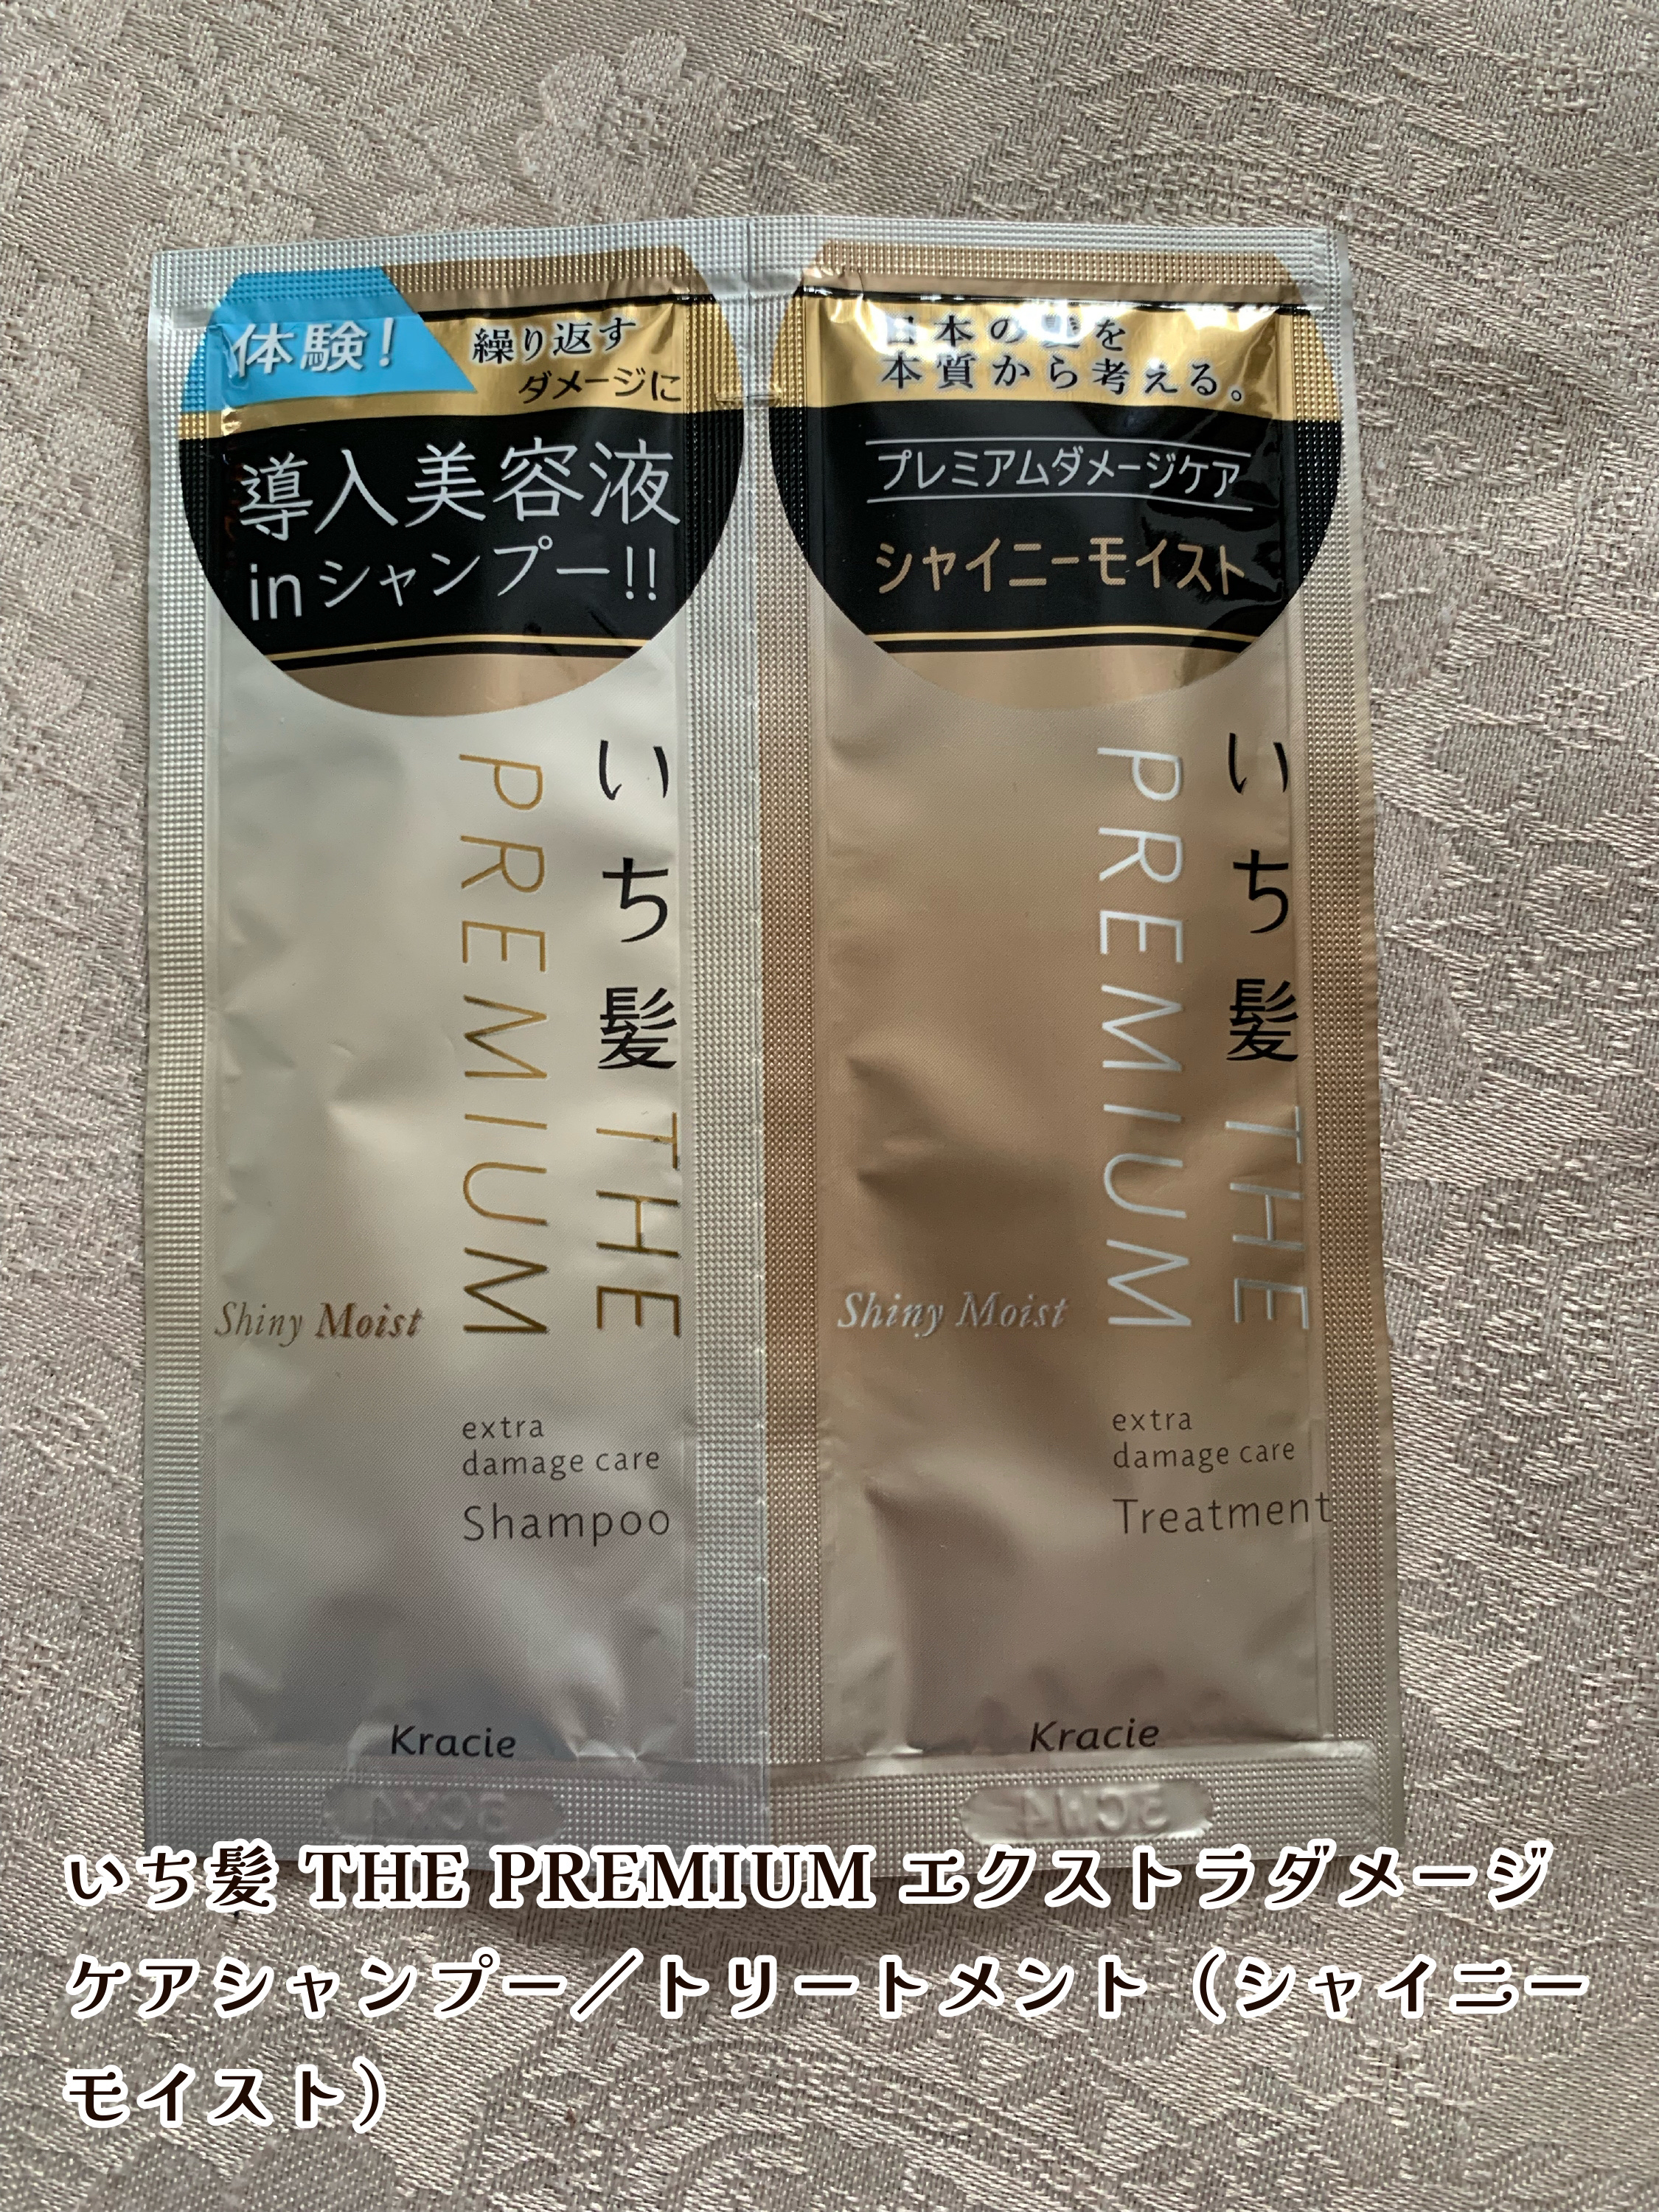 体験！
繰り返す
ダメージに
導入美容液
inシャンプー!!
いち髪 THE
PREMIUM
Shiny Moist
extra
damage care
Shampoo
Kracie
日本の髪を
本質から考える。
プレミアムダメージケア
シャイニーモイスト
いち髪 THE
PREMIUM
Shiny Moist
extra
damage care
Treatment
Kracie
いち髪 THE PREMIUM エクストラダメージ
ケアシャンプー／トリートメント（シャイニー
モイスト）